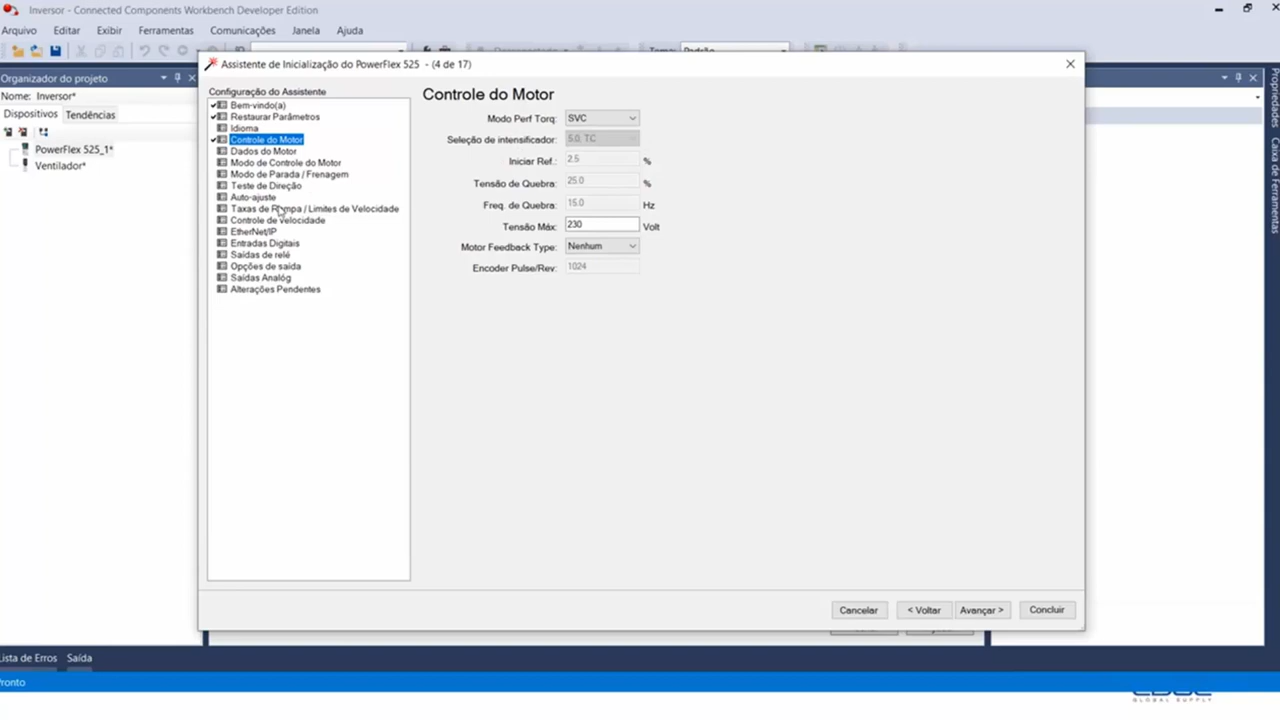 Inversor - Connected Components Workbench Developer Edition
Arquivo Editar Exibir Ferramentas Comunicações Janela Ajuda
Organizador do projeto
Nome: Inversor*
Dispositivos Tendências
PowerFlex 525_1*
Ventilador*
Assistente de Inicialização do PowerFlex 525 - (4 de 17)
Configuração do Assistente
Bem-vindo(a)
Restaurar Parâmetros
Idioma
Controle do Motor
Dados do Motor
Modo de Controle do Motor
Modo de Parada / Frenagem
Teste de Direção
Auto-ajuste
Taxas de Rampa / Limites de Velocidade
Controle de Velocidade
EtherNet/IP
Entradas Digitais
Saídas de relé
Opções de saída
Saídas Analóg
Alterações Pendentes
Controle do Motor
Modo Perf Torq: SVC
Seleção de intensificador: 5.0, TC
Iniciar Ref.: 2.5 %
Tensão de Quebra: 25.0 %
Freq. de Quebra: 15.0 Hz
Tensão Máx: 230 Volt
Motor Feedback Type: Nenhum
Encoder Pulse/Rev: 1024
Cancelar < Voltar Avançar > Concluir
Propriedades
Caixa de Ferramentas
Lista de Erros Saída
Pronto
GLOBAL SUPPLY